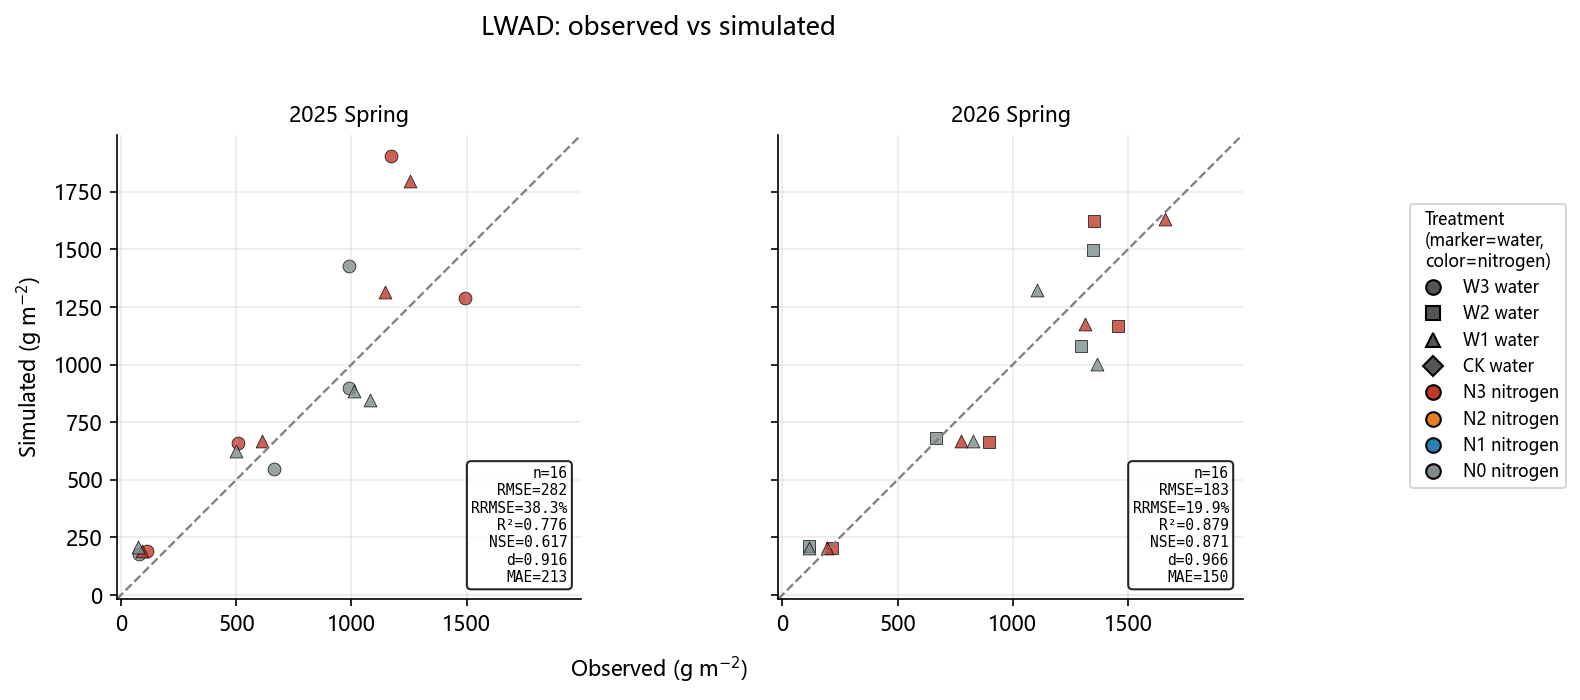 LWAD: observed vs simulated
2025 Spring
2026 Spring
Simulated (g m⁻²)
1750
1500
1250
1000
750
500
250
0
0 500 1000 1500
0 500 1000 1500
Observed (g m⁻²)
n=16
RMSE=282
RRMSE=38.3%
R²=0.776
NSE=0.617
d=0.916
MAE=213
n=16
RMSE=183
RRMSE=19.9%
R²=0.879
NSE=0.871
d=0.966
MAE=150
Treatment
(marker=water,
color=nitrogen)
W3 water
W2 water
W1 water
CK water
N3 nitrogen
N2 nitrogen
N1 nitrogen
N0 nitrogen